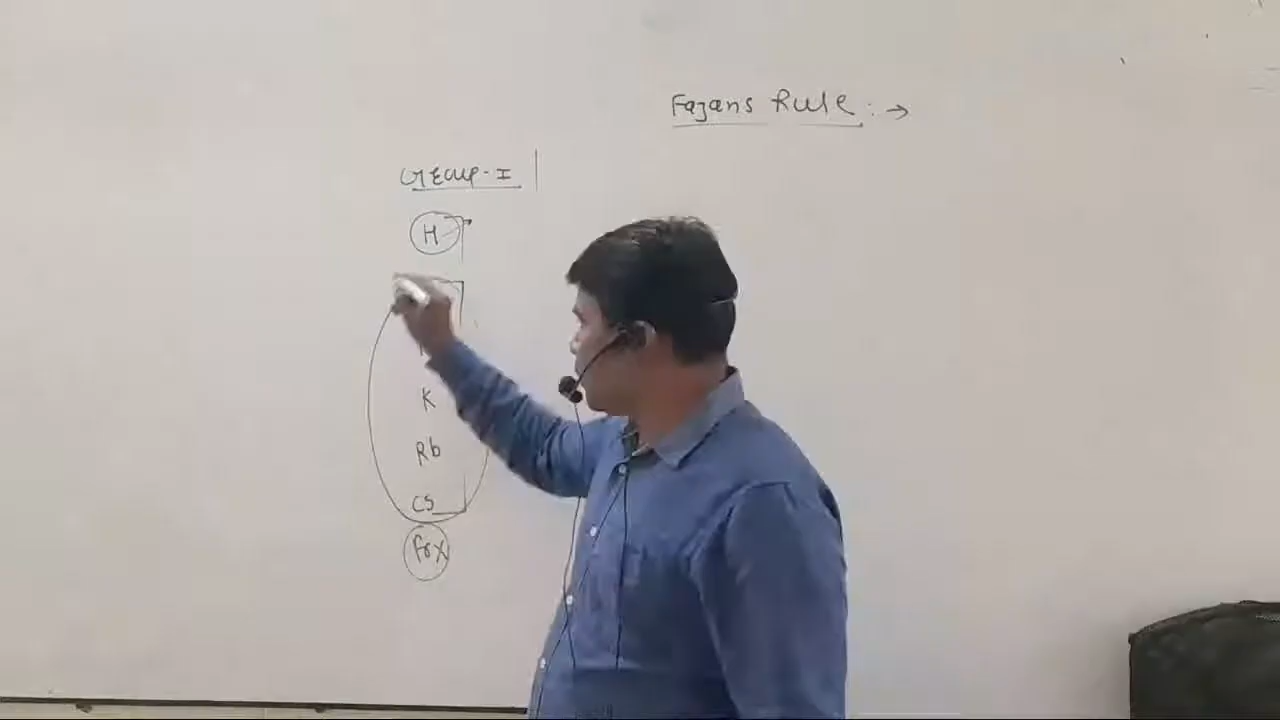 Fajans Rule :→
Group-I
H
K
Rb
Cs
Fr x